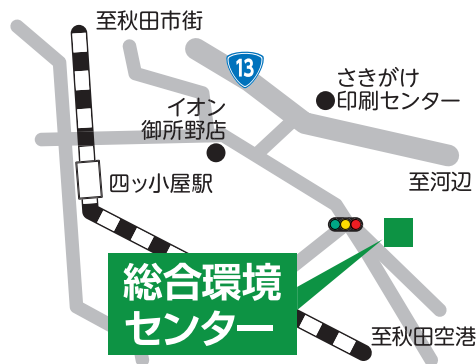 至秋田市街
13
さきがけ
印刷センター
イオン
御所野店
至河辺
四ッ小屋駅
総合環境
センター
至秋田空港